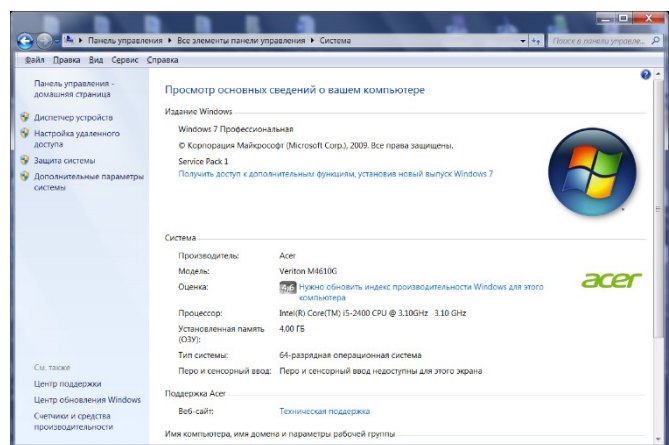 Панель управления ▸ Все элементы панели управления ▸ Система
Поиск в панели управле...
Файл Правка Вид Сервис Справка
Панель управления -
домашняя страница
Диспетчер устройств
Настройка удаленного
доступа
Защита системы
Дополнительные параметры
системы
См. также
Центр поддержки
Центр обновления Windows
Счетчики и средства
производительности
Просмотр основных сведений о вашем компьютере
Издание Windows
Windows 7 Профессиональная
© Корпорация Майкрософт (Microsoft Corp.), 2009. Все права защищены.
Service Pack 1
Получить доступ к дополнительным функциям, установив новый выпуск Windows 7
Система
Производитель: Acer
Модель: Veriton M4610G
Оценка: 4,6 Нужно обновить индекс производительности Windows для этого
компьютера
acer
Процессор: Intel(R) Core(TM) i5-2400 CPU @ 3.10GHz 3.10 GHz
Установленная память 4,00 ГБ
(ОЗУ):
Тип системы: 64-разрядная операционная система
Перо и сенсорный ввод: Перо и сенсорный ввод недоступны для этого экрана
Поддержка Acer
Веб-сайт: Техническая поддержка
Имя компьютера, имя домена и параметры рабочей группы